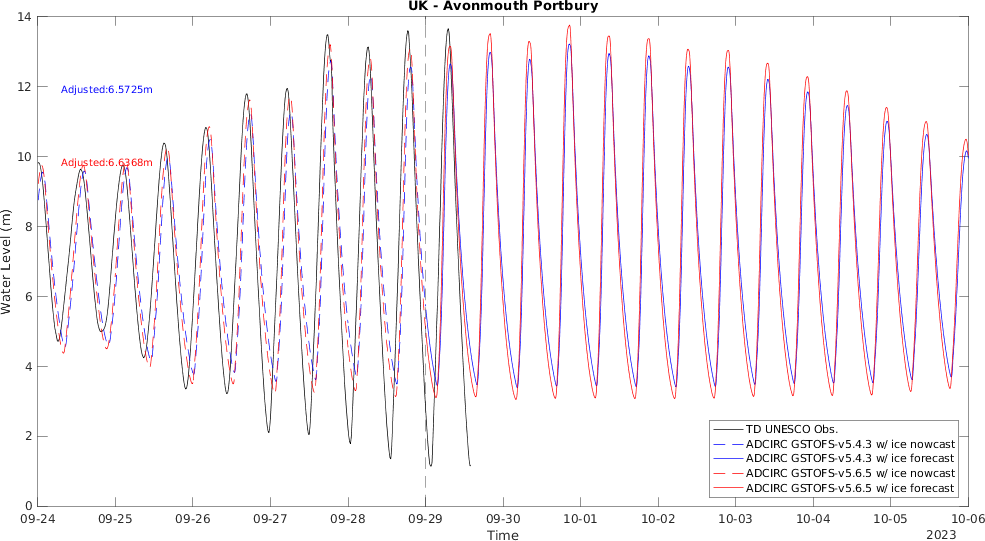 UK - Avonmouth Portbury
14
12
10
8
6
4
2
0
Water Level (m)
Adjusted:6.5725m
Adjusted:6.6368m
TD UNESCO Obs.
ADCIRC GSTOFS-v5.4.3 w/ ice nowcast
ADCIRC GSTOFS-v5.4.3 w/ ice forecast
ADCIRC GSTOFS-v5.6.5 w/ ice nowcast
ADCIRC GSTOFS-v5.6.5 w/ ice forecast
09-24 09-25 09-26 09-27 09-28 09-29 09-30 10-01 10-02 10-03 10-04 10-05 10-06
Time
2023